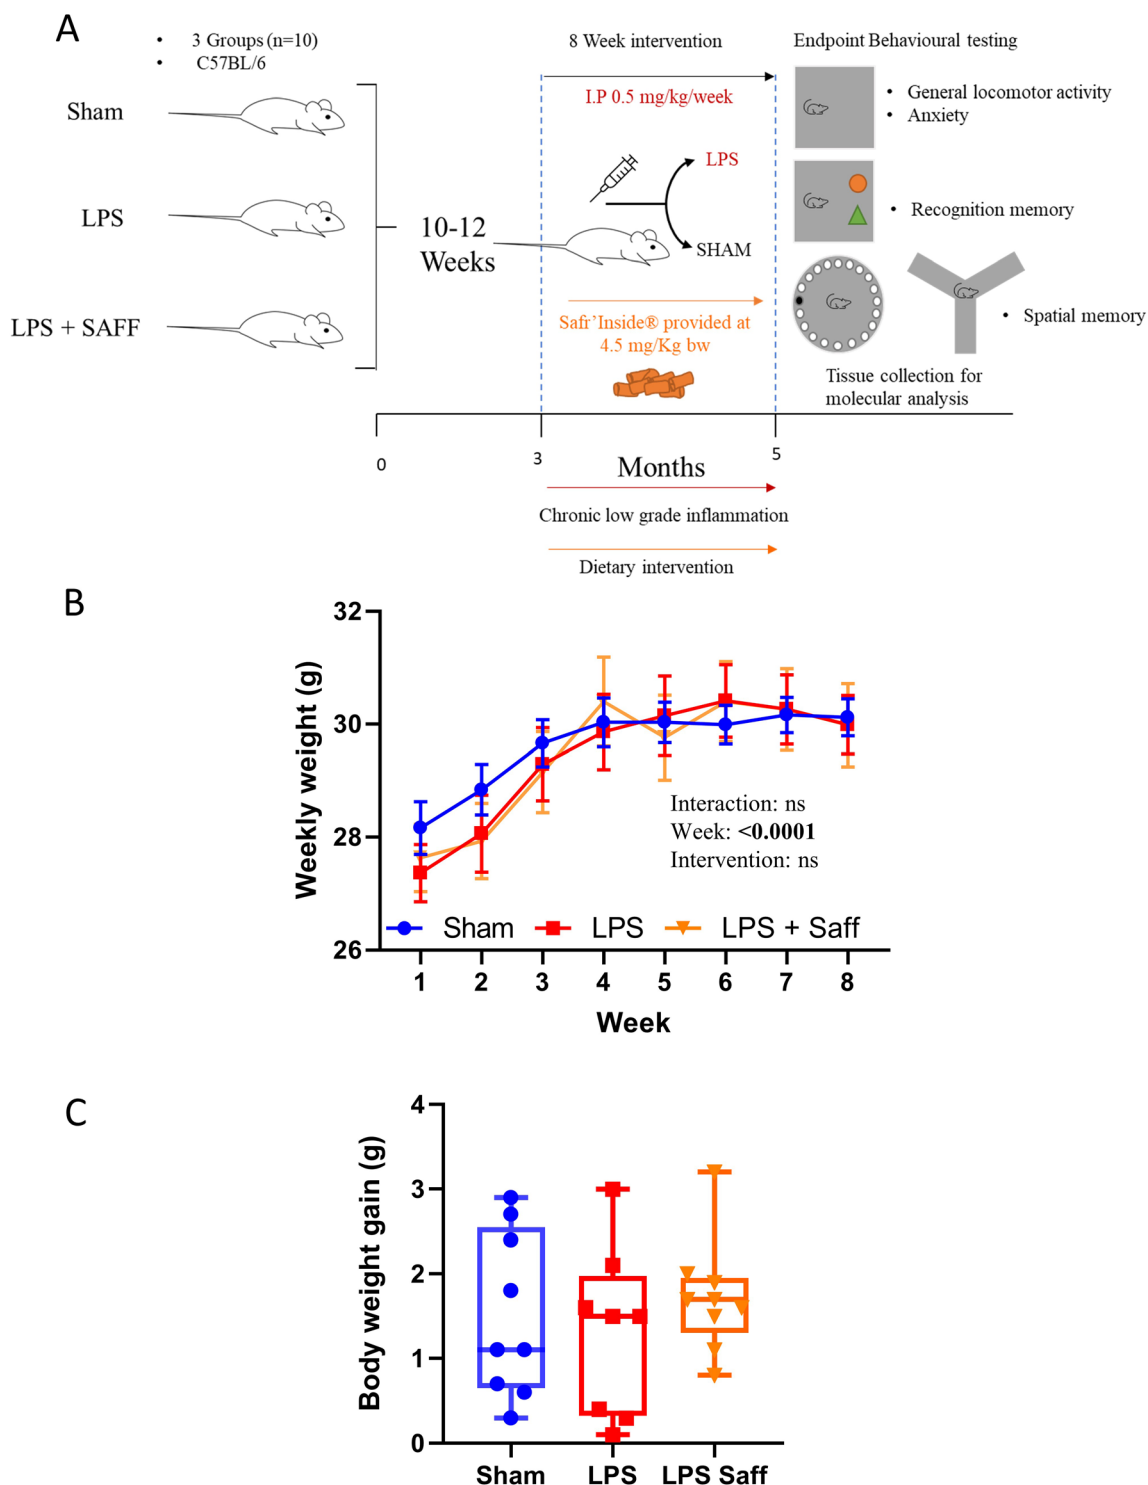 A
3 Groups (n=10)
C57BL/6
8 Week intervention
Endpoint Behavioural testing
Sham
I.P 0.5 mg/kg/week
General locomotor activity
Anxiety
LPS
LPS
Recognition memory
10-12
Weeks
SHAM
LPS + SAFF
Safr'Inside® provided at
4.5 mg/Kg bw
Spatial memory
Tissue collection for
molecular analysis
0
3
5
Months
Chronic low grade inflammation
Dietary intervention
B
Weekly weight (g)
32
30
28
26
Interaction: ns
Week: <0.0001
Intervention: ns
Sham
LPS
LPS + Saff
1 2 3 4 5 6 7 8
Week
C
Body weight gain (g)
4
3
2
1
0
Sham
LPS
LPS Saff